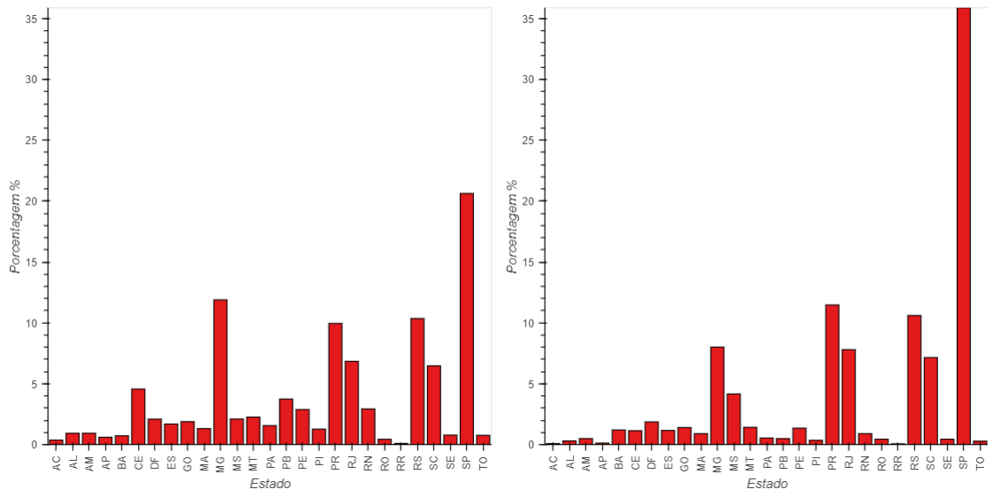 35
30
25
20
15
10
5
0
Porcentagem %
AC AL AM AP BA CE DF ES GO MA MG MS MT PA PB PE PI PR RJ RN RO RR RS SC SE SP TO
Estado
35
30
25
20
15
10
5
0
Porcentagem %
AC AL AM AP BA CE DF ES GO MA MG MS MT PA PB PE PI PR RJ RN RO RR RS SC SE SP TO
Estado